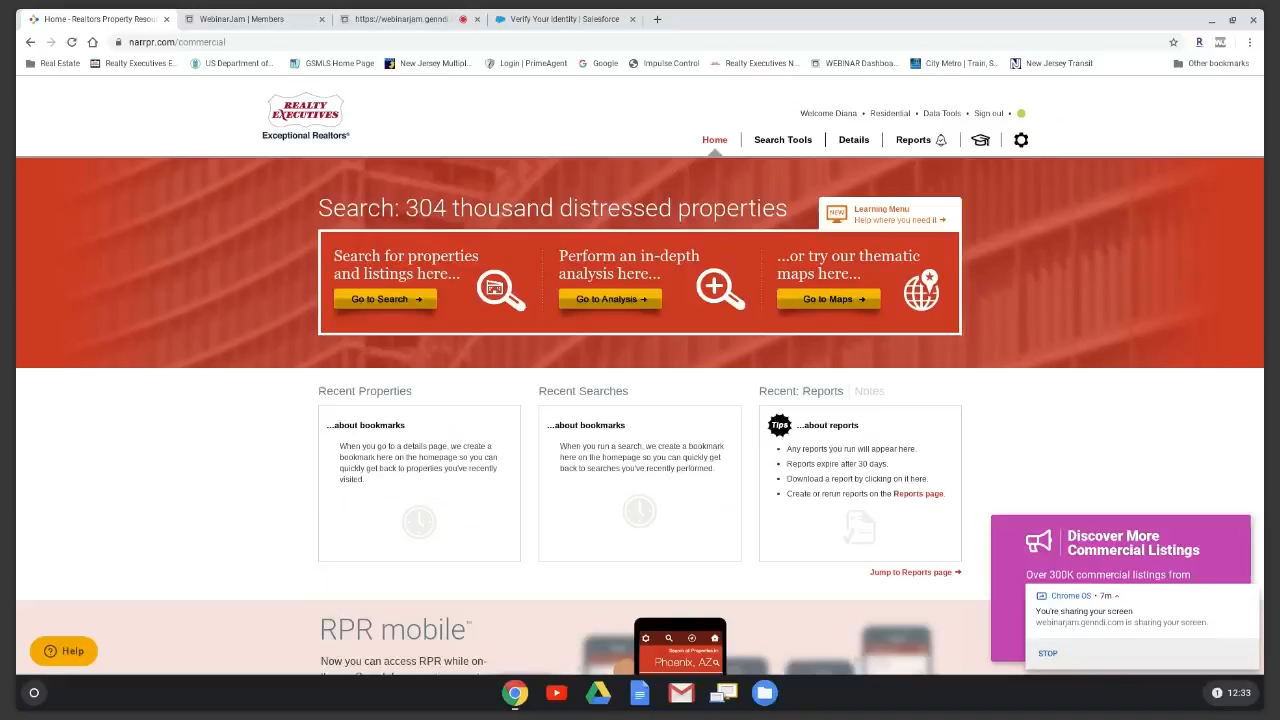 Home - Realtors Property Resou
WebinarJam | Members
https://webinarjam.genndi
Verify Your Identity | Salesforce
narrpr.com/commercial
Real Estate
Realty Executives E...
US Department of...
GSMLS Home Page
New Jersey Multipl...
Login | PrimeAgent
Google
Impulse Control
Realty Executives N...
WEBINAR Dashboa...
City Metro | Train, S...
New Jersey Transit
Other bookmarks
REALTY
EXECUTIVES
Exceptional Realtors®
Welcome Diana • Residential • Data Tools • Sign out •
Home
Search Tools
Details
Reports
Search: 304 thousand distressed properties
NEW
Learning Menu
Help where you need it
Search for properties
and listings here...
Go to Search
Perform an in-depth
analysis here...
Go to Analysis
...or try our thematic
maps here...
Go to Maps
Recent Properties
...about bookmarks
When you go to a details page, we create a
bookmark here on the homepage so you can
quickly get back to properties you've recently
visited.
Recent Searches
...about bookmarks
When you run a search, we create a bookmark
here on the homepage so you can quickly get
back to searches you've recently performed.
Recent: Reports | Notes
Tips
...about reports
• Any reports you run will appear here.
• Reports expire after 30 days.
• Download a report by clicking on it here.
• Create or rerun reports on the Reports page.
Jump to Reports page
Discover More
Commercial Listings
Over 300K commercial listings from
Chrome OS • 7m
You're sharing your screen
webinarjam.genndi.com is sharing your screen.
STOP
RPR mobile™
Now you can access RPR while on-
Phoenix, AZ
Help
1
12:33